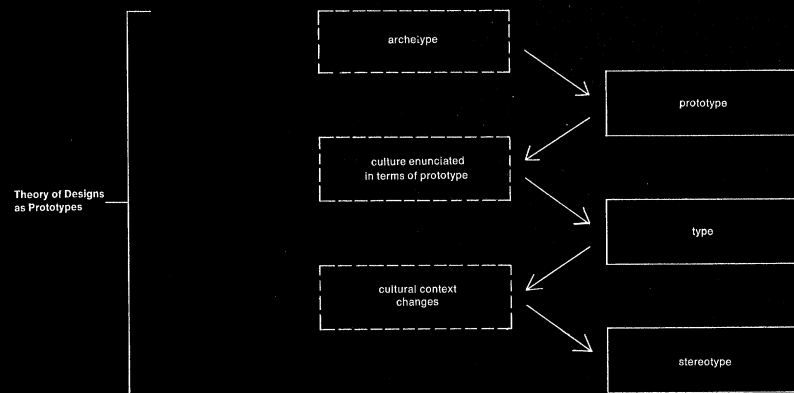 archetype
prototype
culture enunciated
in terms of prototype
Theory of Designs
as Prototypes
type
cultural context
changes
stereotype